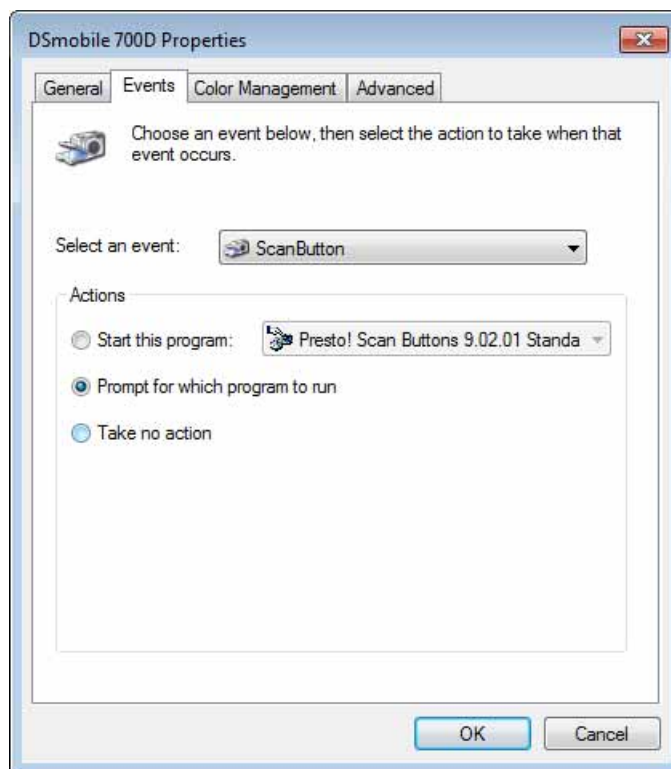 DSmobile 700D Properties
General Events Color Management Advanced
Choose an event below, then select the action to take when that
event occurs.
Select an event: ScanButton
Actions
Start this program: Presto! Scan Buttons 9.02.01 Standa
Prompt for which program to run
Take no action
OK Cancel